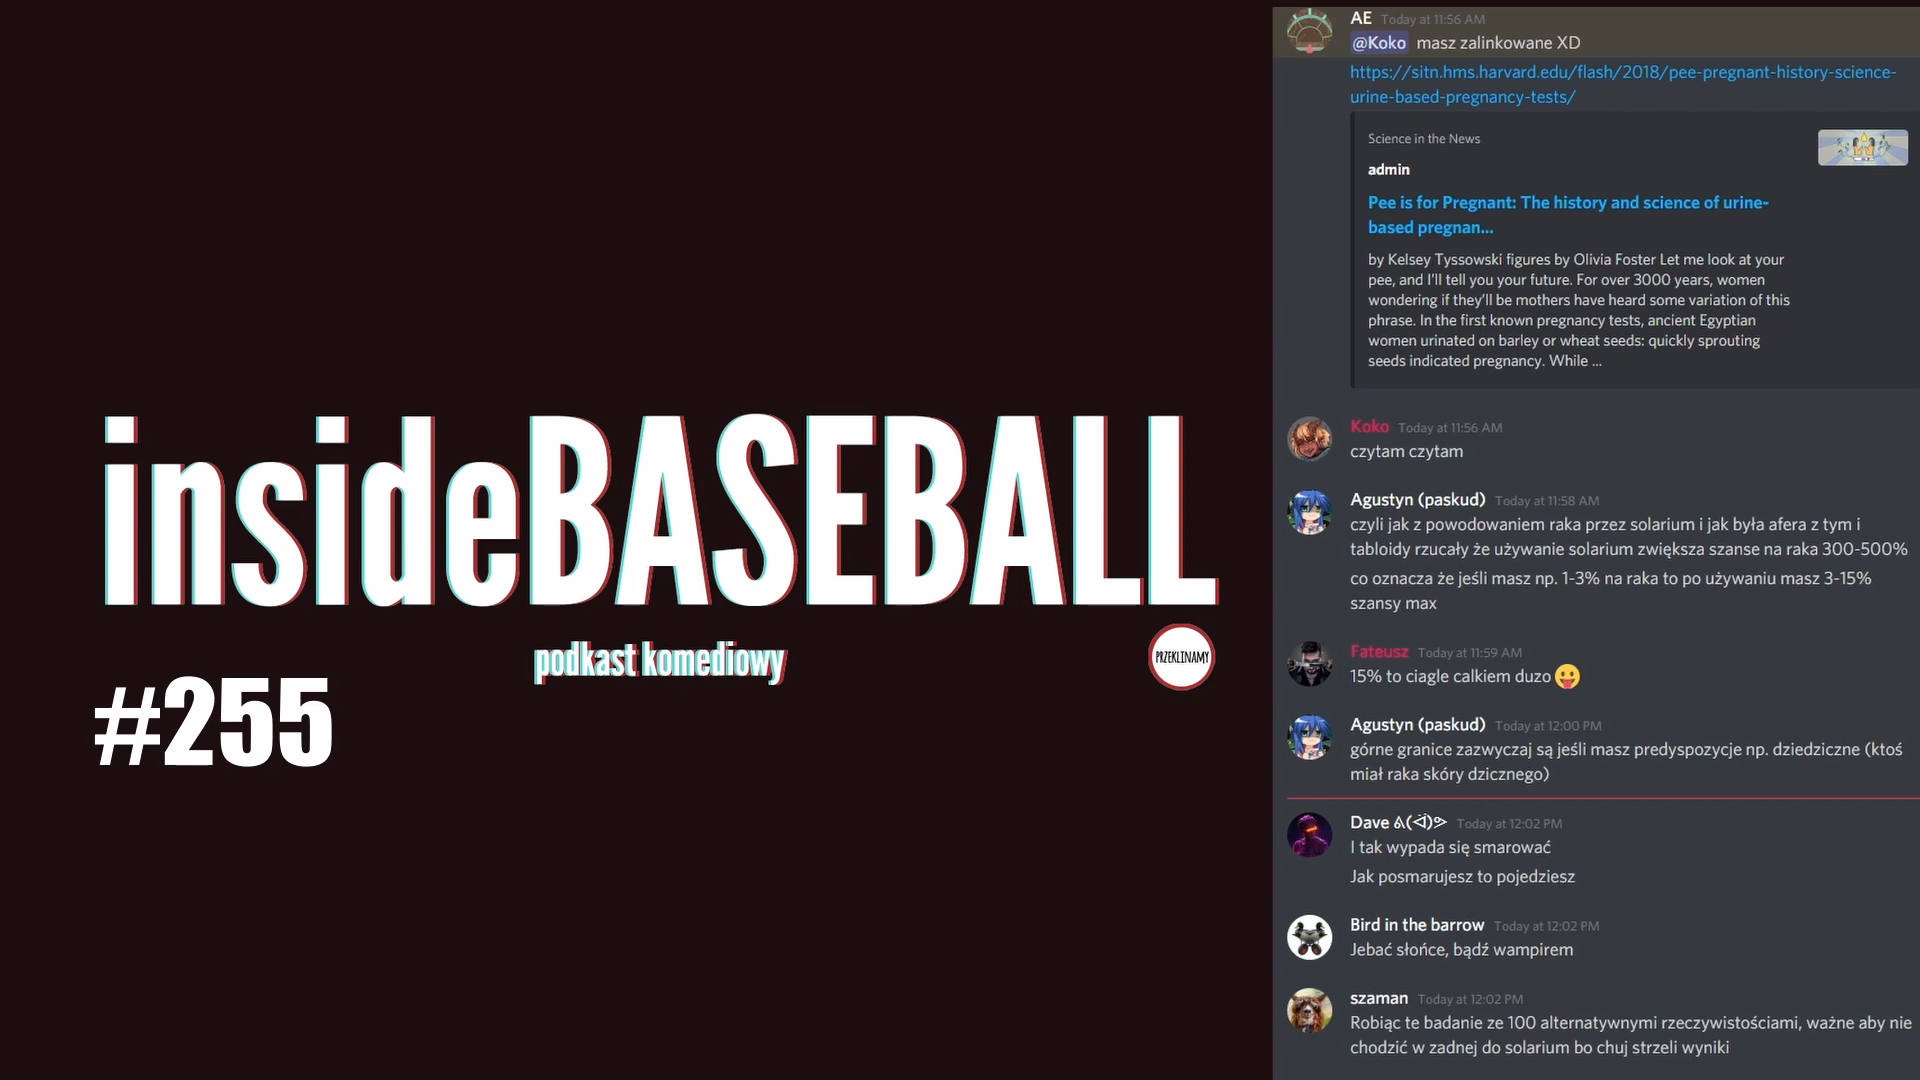 insideBASEBALL
podkast komediowy
PRZEKLINAMY
#255
AE Today at 11:56 AM
@Koko masz zalinkowane XD
https://sitn.hms.harvard.edu/flash/2018/pee-pregnant-history-science-
urine-based-pregnancy-tests/
Science in the News
admin
Pee is for Pregnant: The history and science of urine-
based pregnan...
by Kelsey Tyssowski figures by Olivia Foster Let me look at your
pee, and I'll tell you your future. For over 3000 years, women
wondering if they'll be mothers have heard some variation of this
phrase. In the first known pregnancy tests, ancient Egyptian
women urinated on barley or wheat seeds: quickly sprouting
seeds indicated pregnancy. While ...
Koko Today at 11:56 AM
czytam czytam
Agustyn (paskud) Today at 11:58 AM
czyli jak z powodowaniem raka przez solarium i jak była afera z tym i
tabloidy rzucały że używanie solarium zwiększa szanse na raka 300-500%
co oznacza że jeśli masz np. 1-3% na raka to po używaniu masz 3-15%
szansy max
Fateusz Today at 11:59 AM
15% to ciagle calkiem duzo 😛
Agustyn (paskud) Today at 12:00 PM
górne granice zazwyczaj są jeśli masz predyspozycje np. dziedziczne (ktoś
miał raka skóry dzicznego)
Dave Today at 12:02 PM
I tak wypada się smarować
Jak posmarujesz to pojedziesz
Bird in the barrow Today at 12:02 PM
Jebać słońce, bądź wampirem
szaman Today at 12:02 PM
Robiąc te badanie ze 100 alternatywnymi rzeczywistościami, ważne aby nie
chodzić w zadnej do solarium bo chuj strzeli wyniki